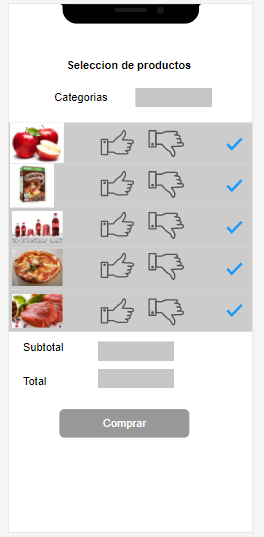 Seleccion de productos
Categorias
Subtotal
Total
Comprar